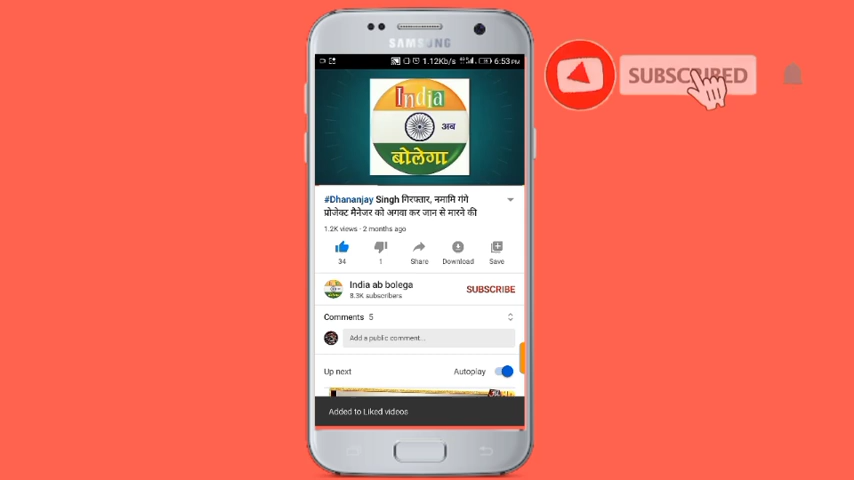 SAMSUNG
1.12Kb/s 6:53 PM
SUBSCRIBED
India
अब
बोलेगा
#Dhananjay Singh गिरफ्तार, नमामि गंगे
प्रोजेक्ट मैनेजर को अगवा कर जान से मारने की
1.2K views · 2 months ago
34 1 Share Download Save
India ab bolega
8.3K subscribers
SUBSCRIBE
Comments 5
Add a public comment...
Up next Autoplay
Added to Liked videos